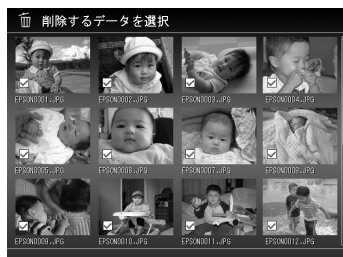 削除するデータを選択
EPSON0001.JPG EPSON0002.JPG EPSON0003.JPG EPSON0004.JPG
EPSON0005.JPG EPSON0006.JPG EPSON0007.JPG EPSON0008.JPG
EPSON0009.JPG EPSON0010.JPG EPSON0011.JPG EPSON0012.JPG